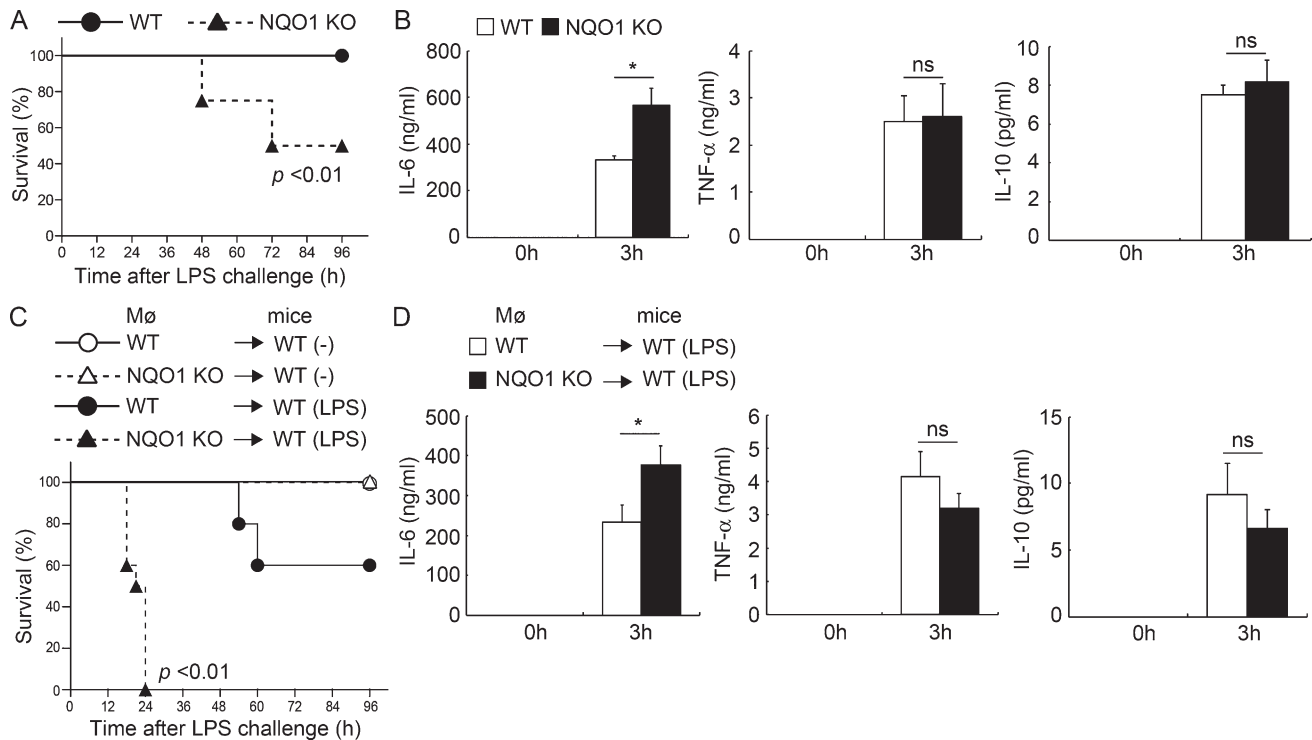 A
WT
NQO1 KO
Survival (%)
100
80
60
40
20
0
p <0.01
0 12 24 36 48 60 72 84 96
Time after LPS challenge (h)
B
WT NQO1 KO
IL-6 (ng/ml)
800
600
400
200
0
*
0h 3h
TNF-α (ng/ml)
4
3
2
1
0
ns
0h 3h
IL-10 (pg/ml)
10
8
6
4
2
0
ns
0h 3h
C
Mø mice
WT → WT (-)
NQO1 KO → WT (-)
WT → WT (LPS)
NQO1 KO → WT (LPS)
Survival (%)
100
80
60
40
20
0
p <0.01
0 12 24 36 48 60 72 84 96
Time after LPS challenge (h)
D
Mø mice
WT → WT (LPS)
NQO1 KO → WT (LPS)
IL-6 (ng/ml)
500
400
300
200
100
0
*
0h 3h
TNF-α (ng/ml)
6
5
4
3
2
1
0
ns
0h 3h
IL-10 (pg/ml)
15
10
5
0
ns
0h 3h